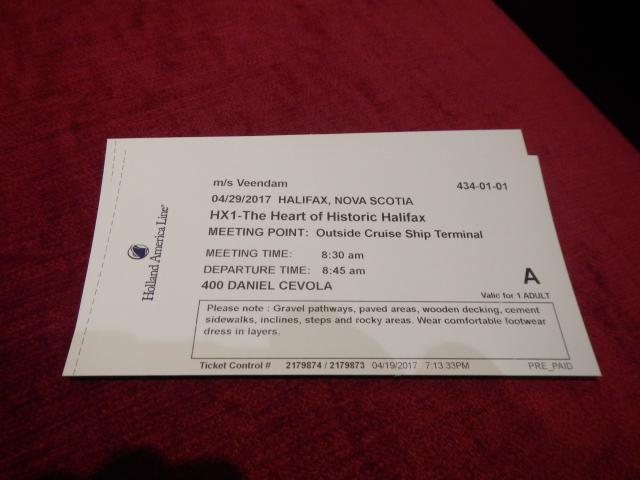 Holland America Line®
m/s Veendam
434-01-01
04/29/2017 HALIFAX, NOVA SCOTIA
HX1-The Heart of Historic Halifax
MEETING POINT: Outside Cruise Ship Terminal
MEETING TIME: 8:30 am
DEPARTURE TIME: 8:45 am
400 DANIEL CEVOLA
A
Valid for 1 ADULT
Please note : Gravel pathways, paved areas, wooden decking, cement
sidewalks, inclines, steps and rocky areas. Wear comfortable footwear
dress in layers.
Ticket Control # 2179874 / 2179873 04/19/2017 7:13:33PM
PRE_PAID